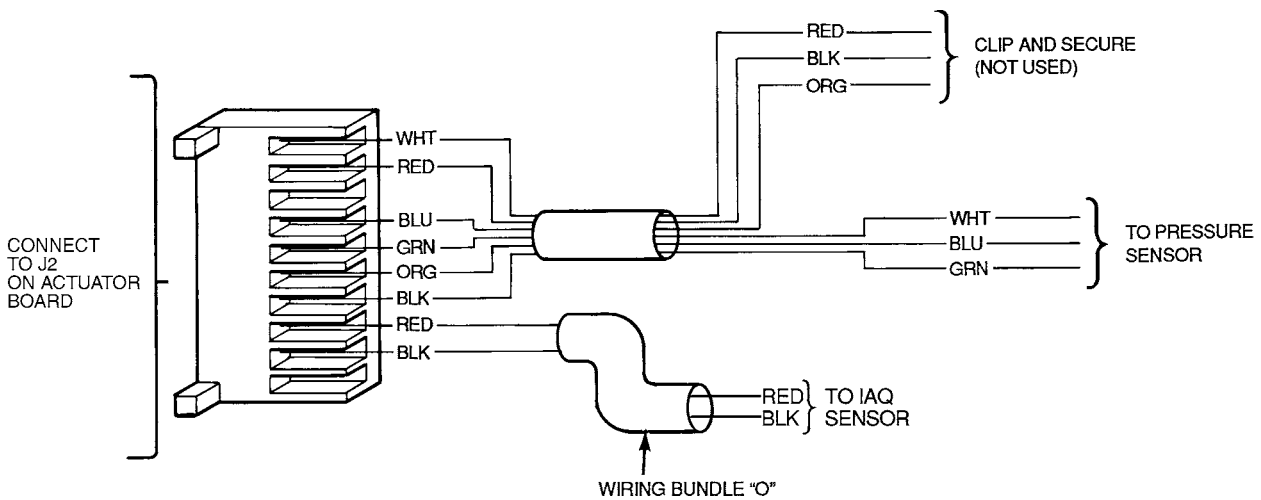 CONNECT
TO J2
ON ACTUATOR
BOARD
WHT
RED
BLU
GRN
ORG
BLK
RED
BLK
RED
BLK
ORG
CLIP AND SECURE
(NOT USED)
WHT
BLU
GRN
TO PRESSURE
SENSOR
RED
BLK
TO IAQ
SENSOR
WIRING BUNDLE “O”